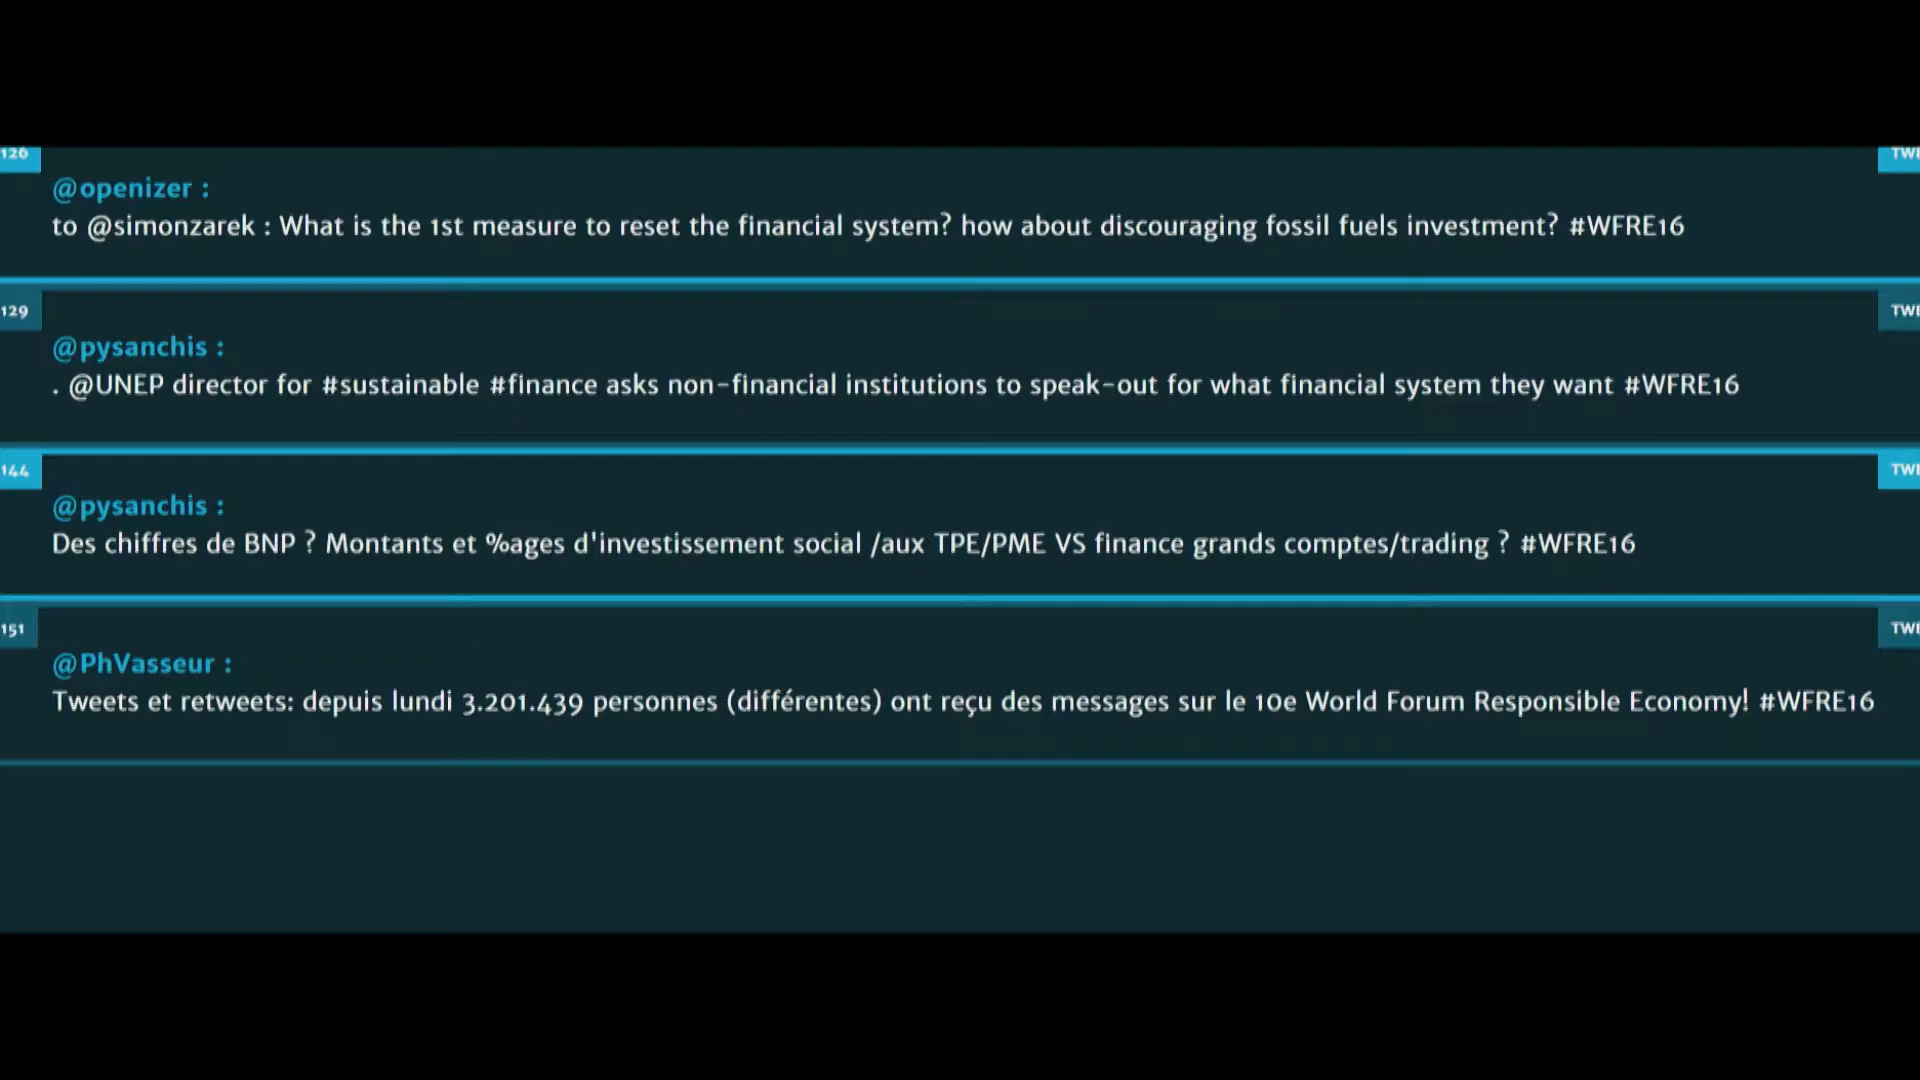 126 TWE
@openizer :
to @simonzarek : What is the 1st measure to reset the financial system? how about discouraging fossil fuels investment? #WFRE16
129 TWE
@pysanchis :
. @UNEP director for #sustainable #finance asks non-financial institutions to speak-out for what financial system they want #WFRE16
144 TWE
@pysanchis :
Des chiffres de BNP ? Montants et %ages d'investissement social /aux TPE/PME VS finance grands comptes/trading ? #WFRE16
151 TWE
@PhVasseur :
Tweets et retweets: depuis lundi 3.201.439 personnes (différentes) ont reçu des messages sur le 10e World Forum Responsible Economy! #WFRE16